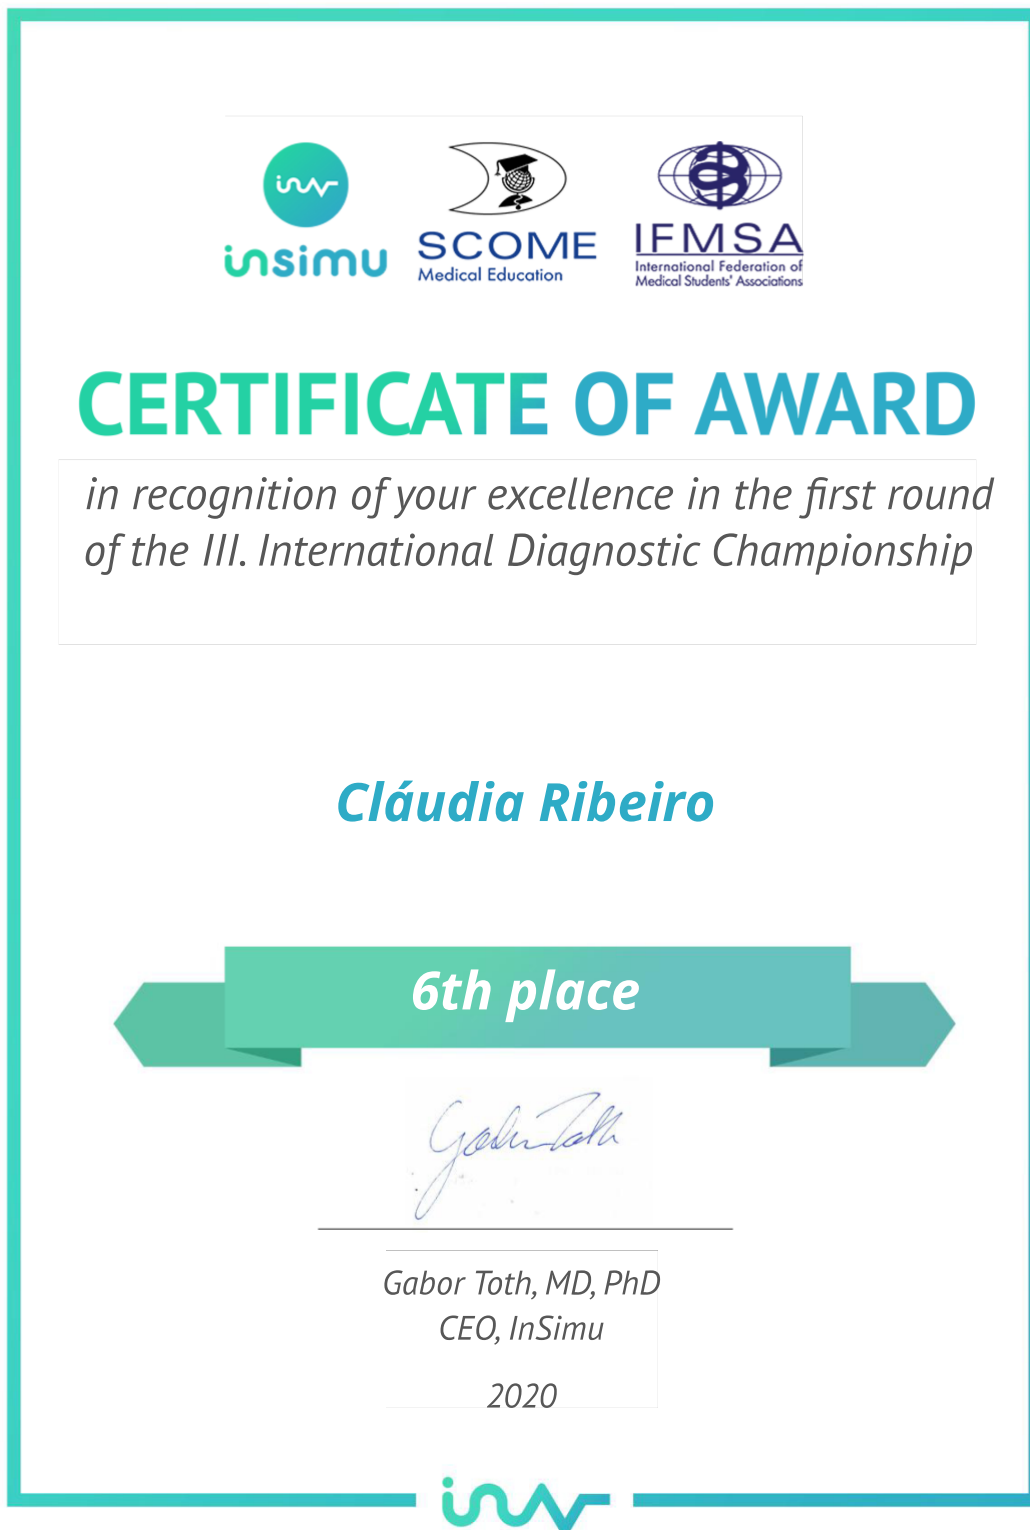 insimu
SCOME
Medical Education
IFMSA
International Federation of
Medical Students' Associations
CERTIFICATE OF AWARD
in recognition of your excellence in the first round
of the III. International Diagnostic Championship
Cláudia Ribeiro
6th place
Gabor Toth
Gabor Toth, MD, PhD
CEO, InSimu
2020